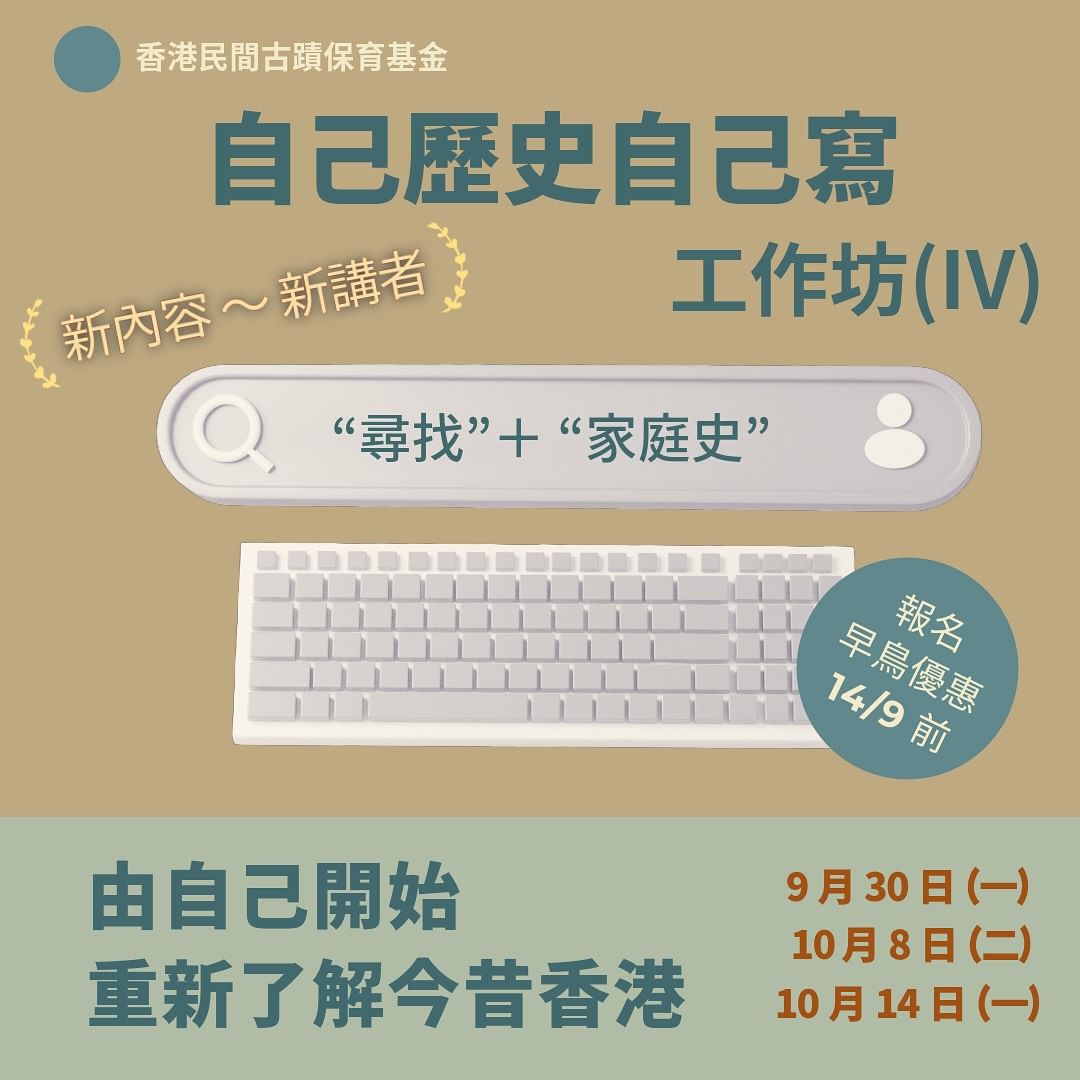 香港民間古蹟保育基金
自己歷史自己寫
工作坊(IV)
新內容～新講者
“尋找”＋“家庭史”
報名
早鳥優惠
14/9 前
由自己開始
重新了解今昔香港
9 月 30 日 (一)
10 月 8 日 (二)
10 月 14 日 (一)